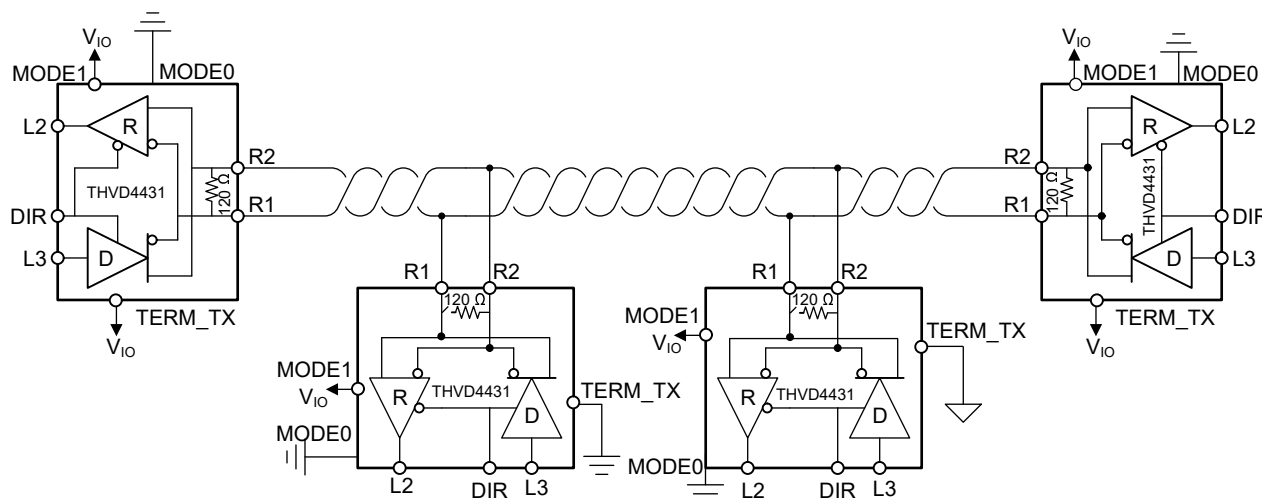 VIO
MODE1
MODE0
L2
R
R2
THVD4431
120 Ω
DIR
R1
L3
D
TERM_TX
VIO
VIO
MODE1
MODE0
R
L2
R2
THVD4431
120 Ω
R1
DIR
D
L3
TERM_TX
VIO
R1
R2
120 Ω
MODE1
VIO
R
THVD4431
D
TERM_TX
MODE0
L2
DIR
L3
R1
R2
120 Ω
MODE1
VIO
TERM_TX
R
THVD4431
D
MODE0
L2
DIR
L3